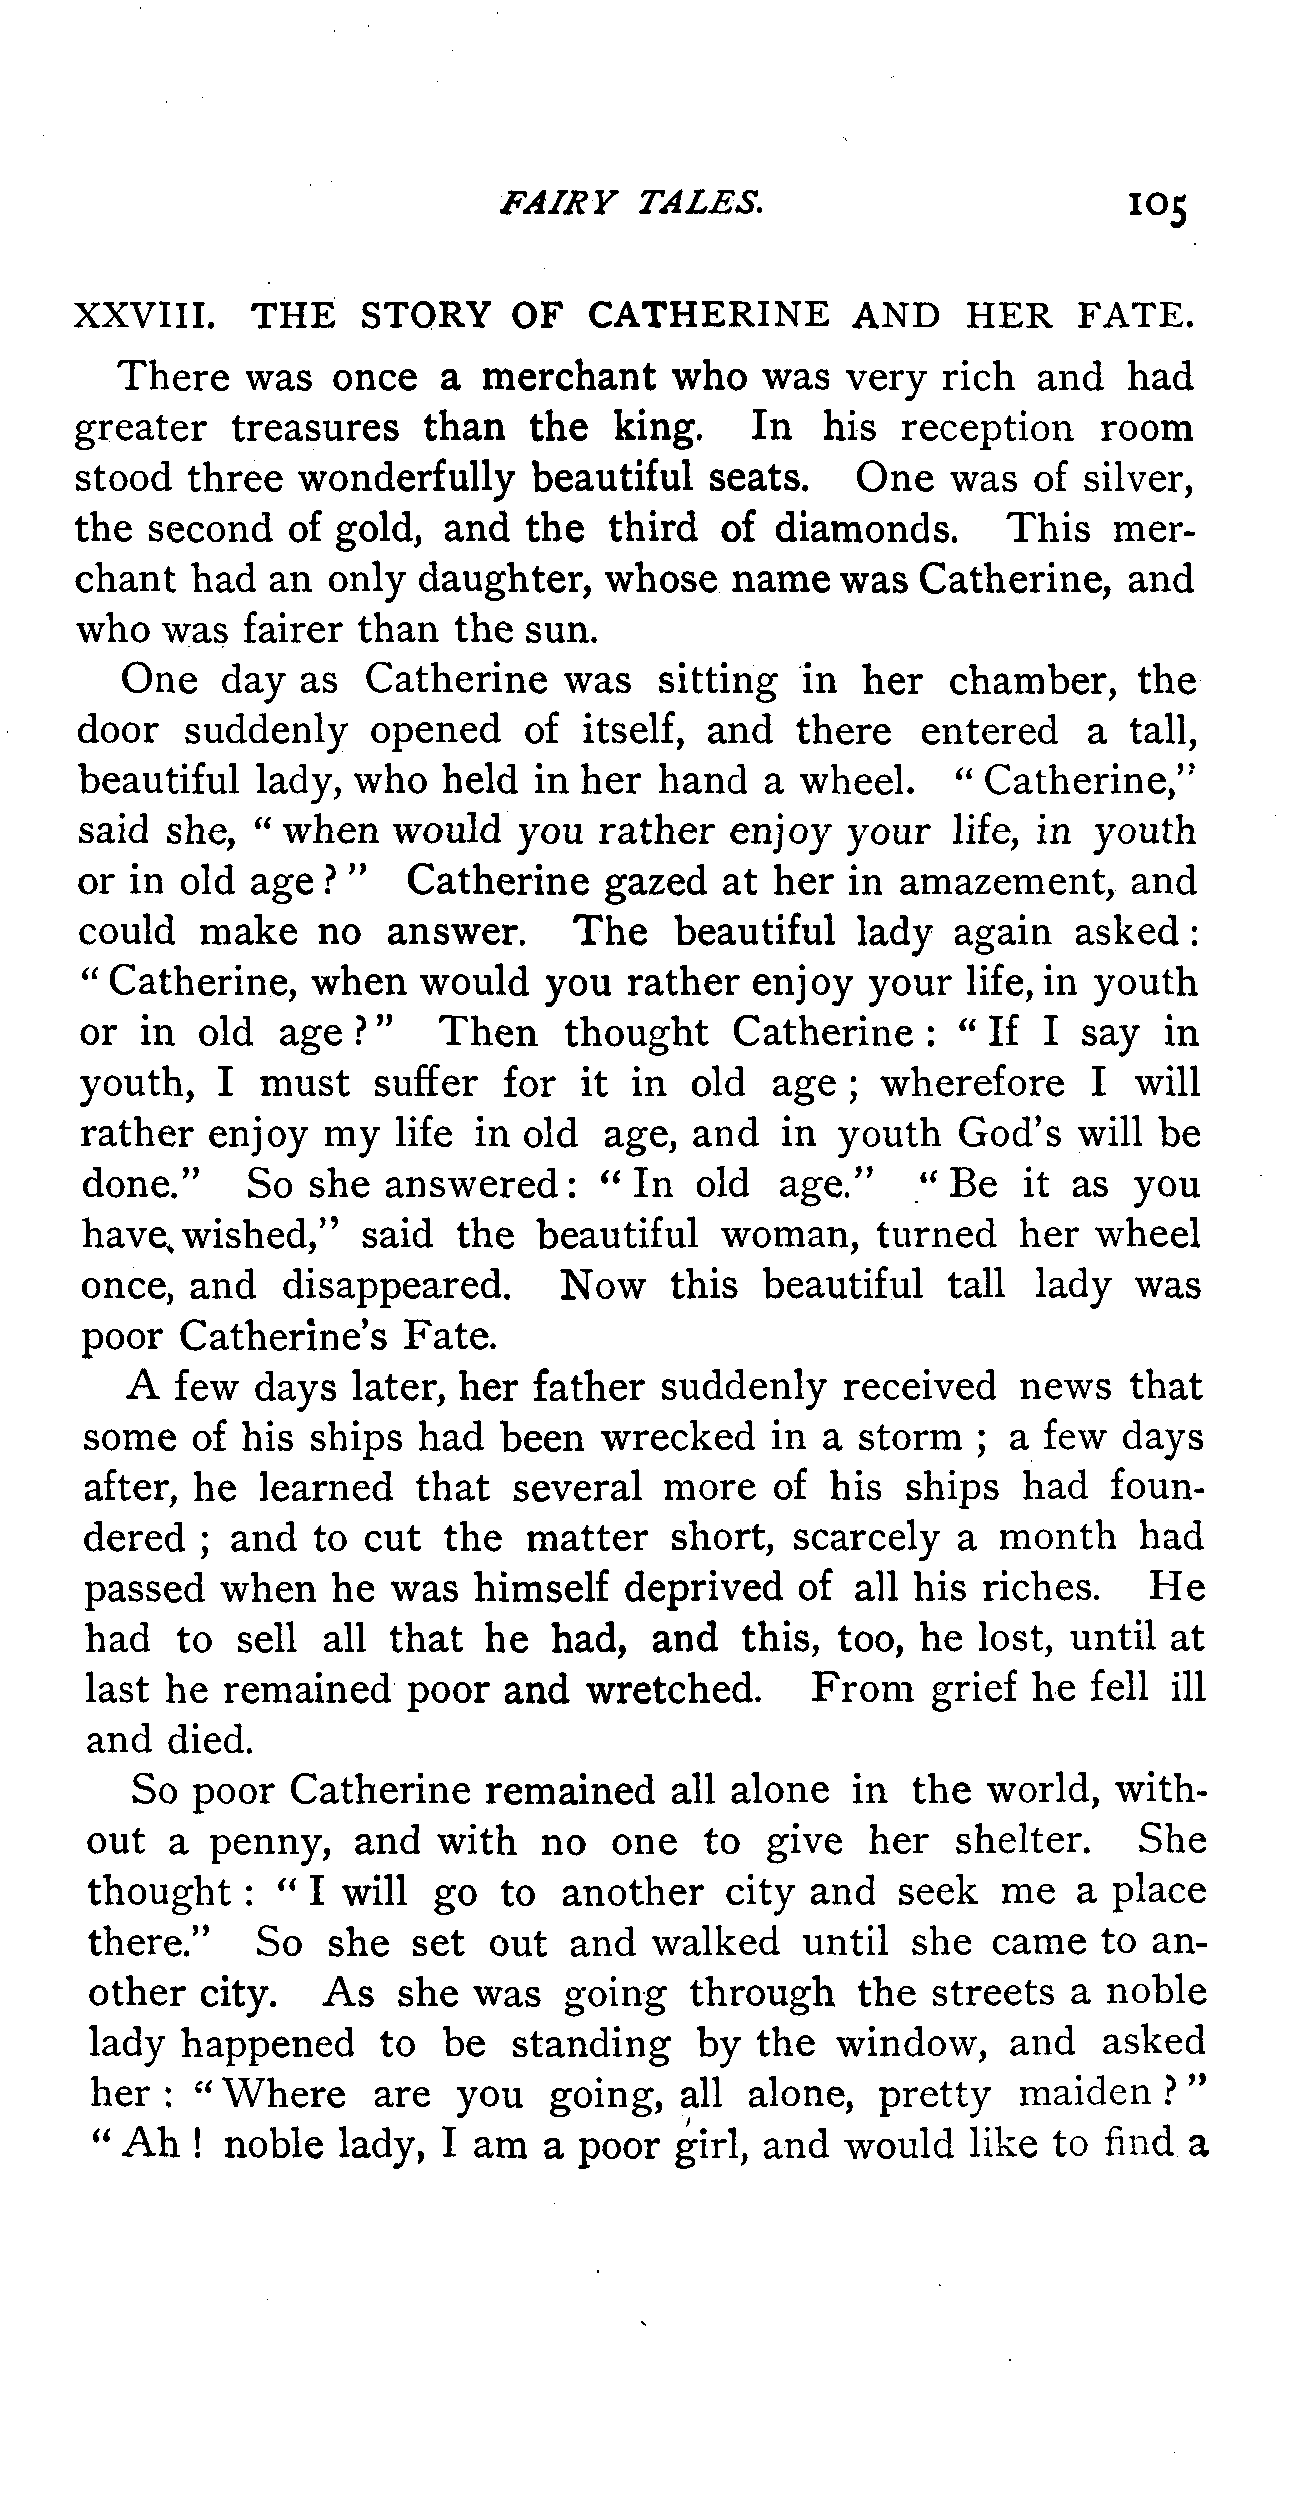 FAIRY TALES. 105
XXVIII. THE STORY OF CATHERINE AND HER FATE.
There was once a merchant who was very rich and had
greater treasures than the king. In his reception room
stood three wonderfully beautiful seats. One was of silver,
the second of gold, and the third of diamonds. This mer-
chant had an only daughter, whose name was Catherine, and
who was fairer than the sun.
One day as Catherine was sitting in her chamber, the
door suddenly opened of itself, and there entered a tall,
beautiful lady, who held in her hand a wheel. "Catherine,"
said she, "when would you rather enjoy your life, in youth
or in old age?" Catherine gazed at her in amazement, and
could make no answer. The beautiful lady again asked:
"Catherine, when would you rather enjoy your life, in youth
or in old age?" Then thought Catherine: "If I say in
youth, I must suffer for it in old age; wherefore I will
rather enjoy my life in old age, and in youth God's will be
done." So she answered: "In old age." "Be it as you
have wished," said the beautiful woman, turned her wheel
once, and disappeared. Now this beautiful tall lady was
poor Catherine's Fate.
A few days later, her father suddenly received news that
some of his ships had been wrecked in a storm; a few days
after, he learned that several more of his ships had foun-
dered; and to cut the matter short, scarcely a month had
passed when he was himself deprived of all his riches. He
had to sell all that he had, and this, too, he lost, until at
last he remained poor and wretched. From grief he fell ill
and died.
So poor Catherine remained all alone in the world, with-
out a penny, and with no one to give her shelter. She
thought: "I will go to another city and seek me a place
there." So she set out and walked until she came to an-
other city. As she was going through the streets a noble
lady happened to be standing by the window, and asked
her: "Where are you going, all alone, pretty maiden?"
"Ah! noble lady, I am a poor girl, and would like to find a